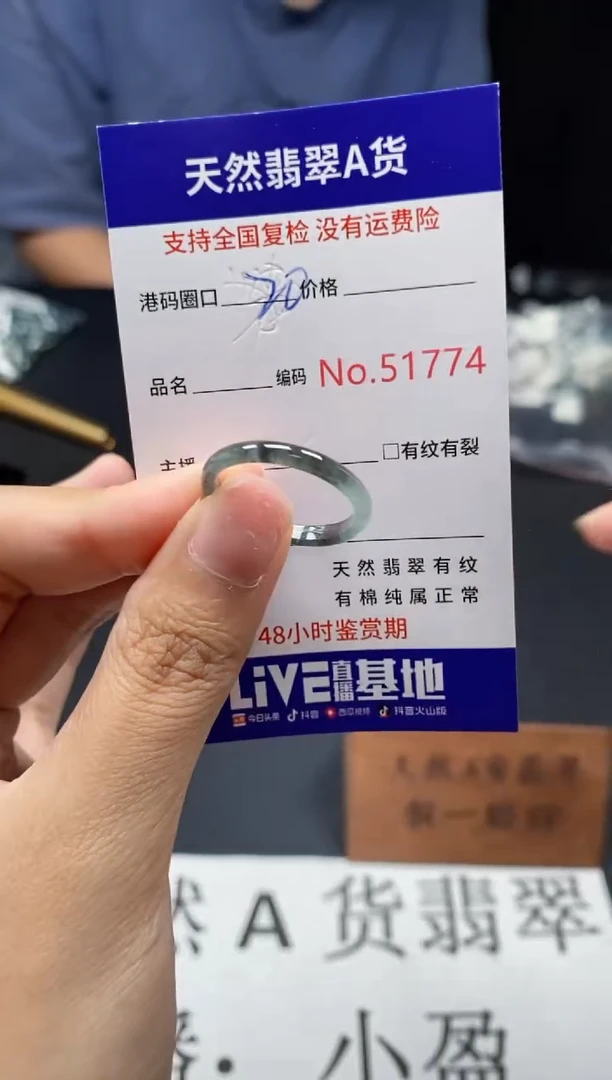 天然翡翠A货
支持全国复检 没有运费险
港码圈口 20 价格
品名 编码 No.51774
主播 □有纹有裂
天然翡翠有纹
有棉纯属正常
48小时鉴赏期
LiVE直播基地
今日头条 抖音 西瓜视频 抖音火山版
然A货翡翠
播：小盈